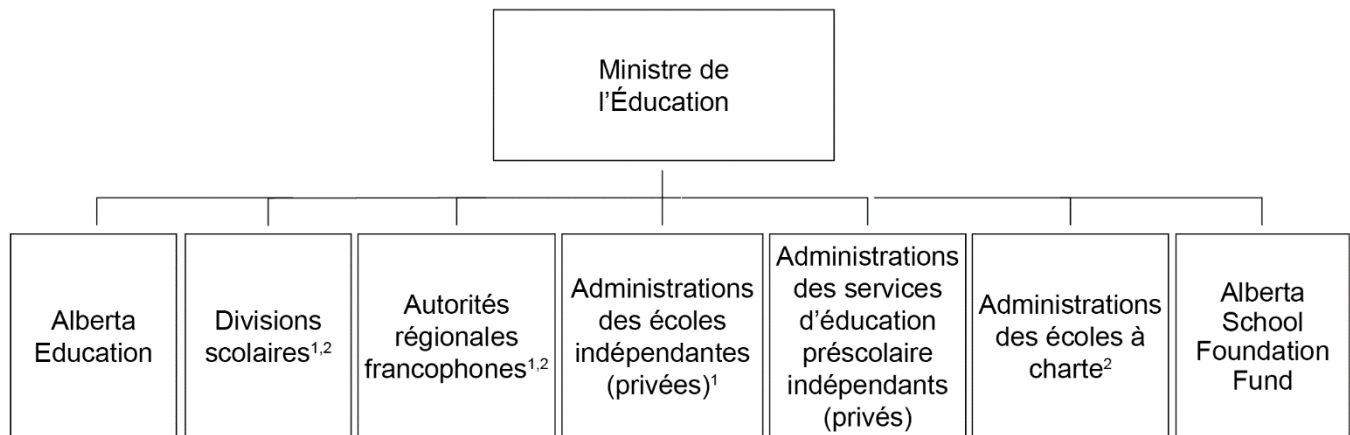 Ministre de
l’Éducation
Alberta
Education
Divisions
scolaires¹,²
Autorités
régionales
francophones¹,²
Administrations
des écoles
indépendantes
(privées)¹
Administrations
des services
d’éducation
préscolaire
indépendants
(privés)
Administrations
des écoles à
charte²
Alberta
School
Foundation
Fund